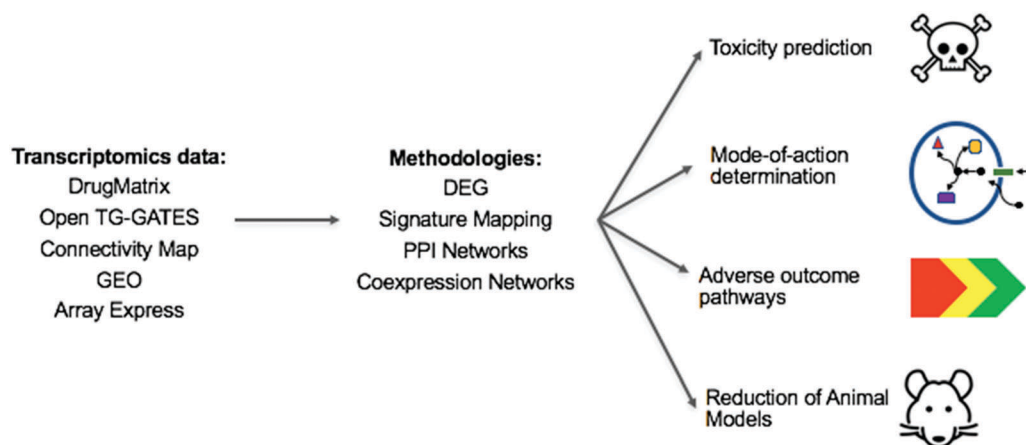 Transcriptomics data:
DrugMatrix
Open TG-GATES
Connectivity Map
GEO
Array Express
Methodologies:
DEG
Signature Mapping
PPI Networks
Coexpression Networks
Toxicity prediction
Mode-of-action
determination
Adverse outcome
pathways
Reduction of Animal
Models